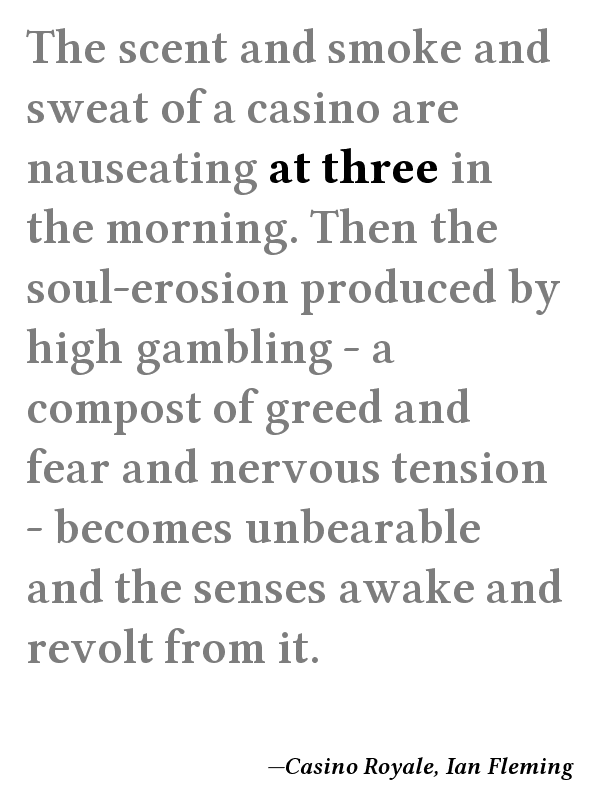 The scent and smoke and
sweat of a casino are
nauseating at three in
the morning. Then the
soul-erosion produced by
high gambling - a
compost of greed and
fear and nervous tension
- becomes unbearable
and the senses awake and
revolt from it.
—Casino Royale, Ian Fleming